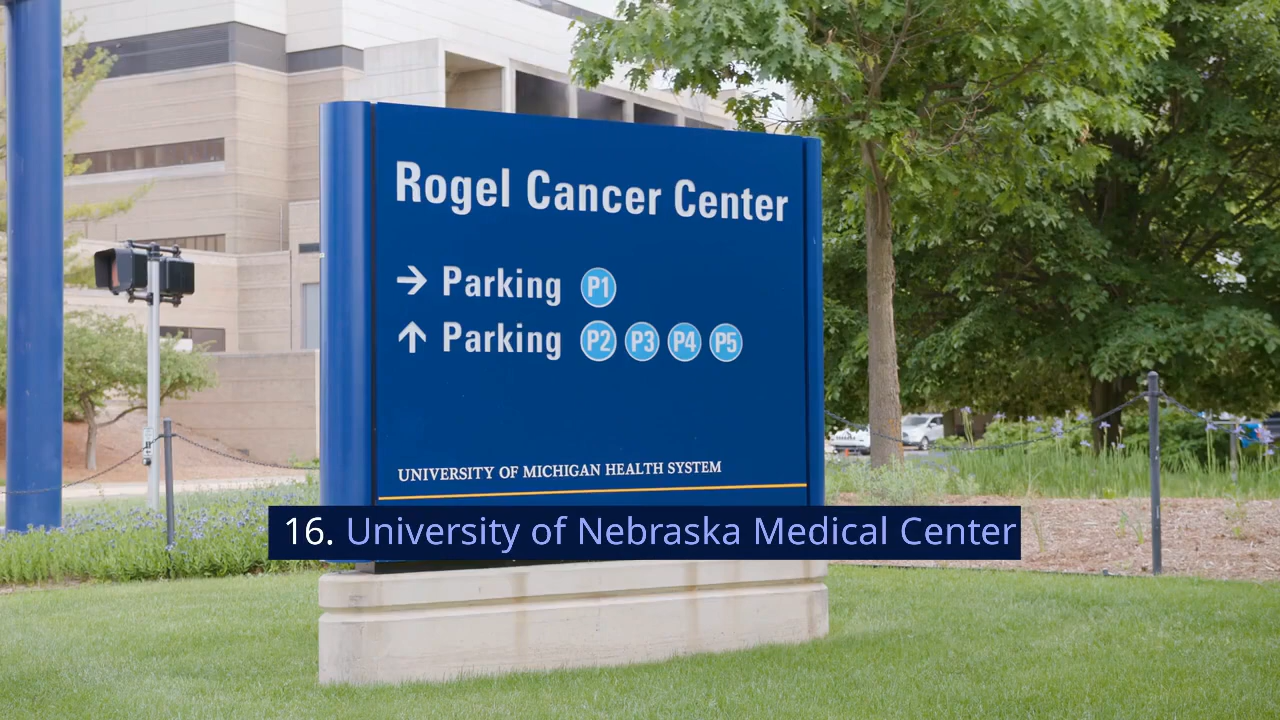 Rogel Cancer Center
→ Parking P1
↑ Parking P2 P3 P4 P5
UNIVERSITY OF MICHIGAN HEALTH SYSTEM
16. University of Nebraska Medical Center